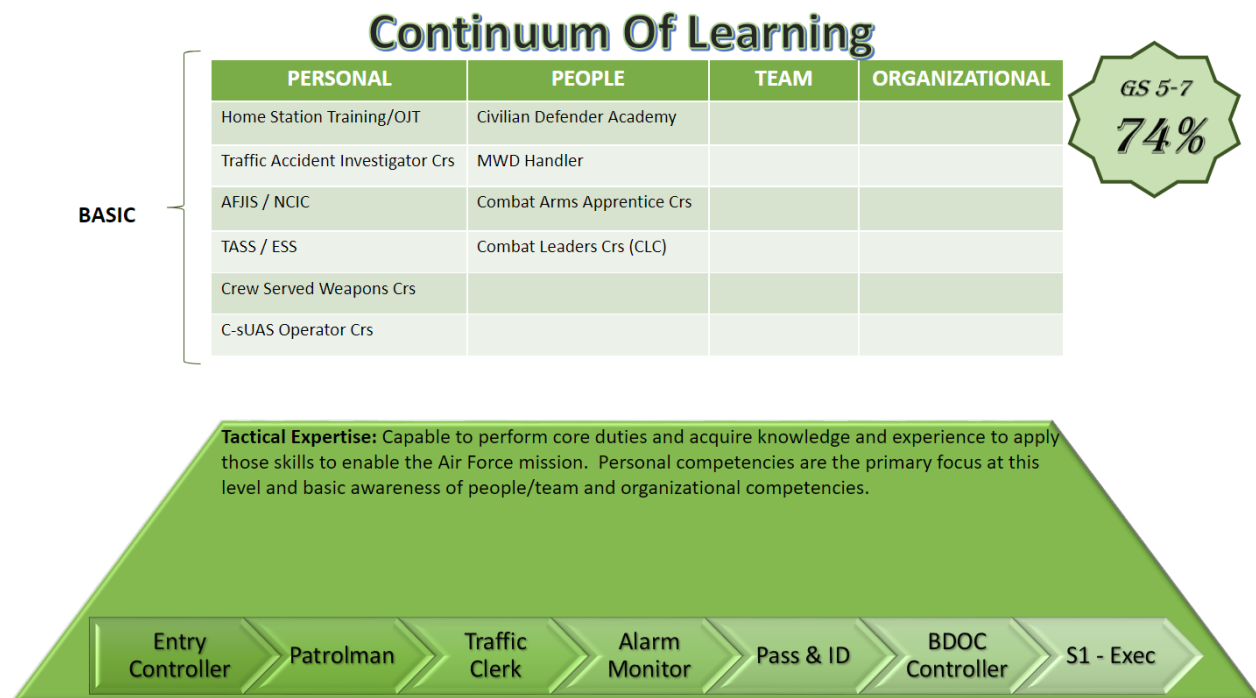 Continuum Of Learning
PERSONAL PEOPLE TEAM ORGANIZATIONAL
GS 5-7
74%
Home Station Training/OJT Civilian Defender Academy
Traffic Accident Investigator Crs MWD Handler
BASIC
AFJIS / NCIC Combat Arms Apprentice Crs
TASS / ESS Combat Leaders Crs (CLC)
Crew Served Weapons Crs
C-sUAS Operator Crs
Tactical Expertise: Capable to perform core duties and acquire knowledge and experience to apply
those skills to enable the Air Force mission.  Personal competencies are the primary focus at this
level and basic awareness of people/team and organizational competencies.
Entry
Controller
Patrolman
Traffic
Clerk
Alarm
Monitor
Pass & ID
BDOC
Controller
S1 - Exec